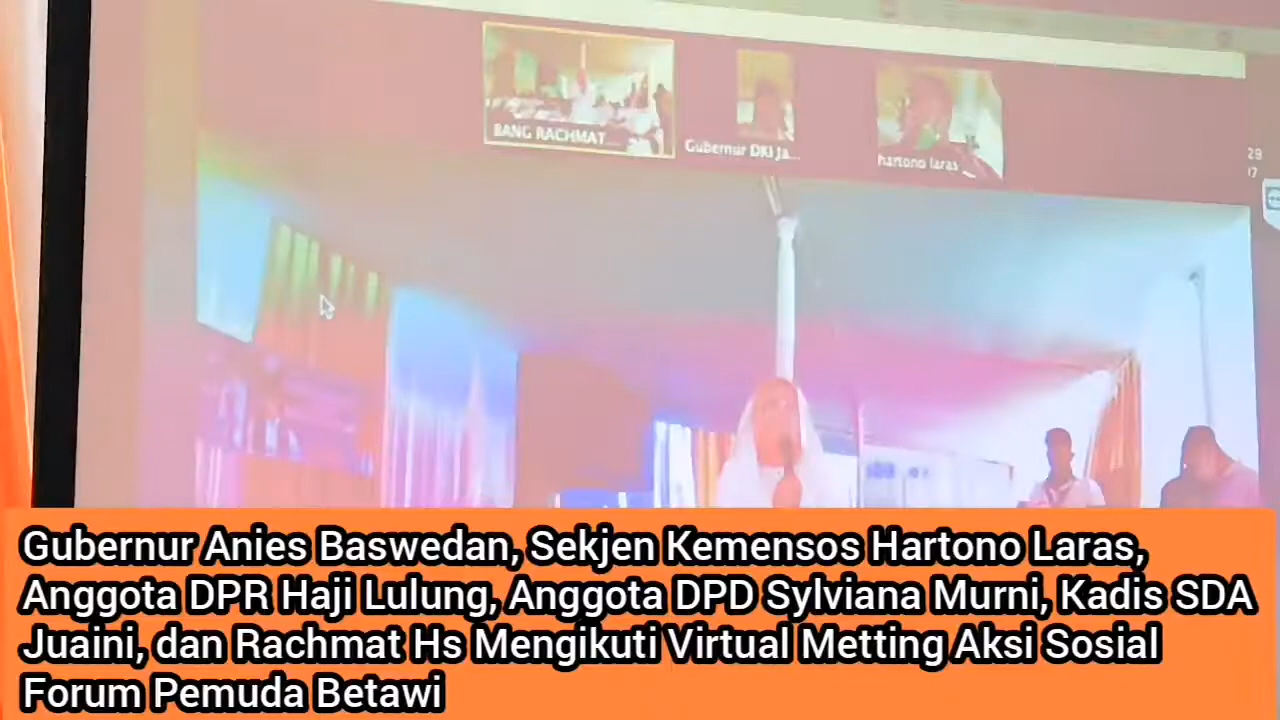 BANG RACHMAT...
Gubernur DKI Ja...
hartono laras
29
Gubernur Anies Baswedan, Sekjen Kemensos Hartono Laras,
Anggota DPR Haji Lulung, Anggota DPD Sylviana Murni, Kadis SDA
Juaini, dan Rachmat Hs Mengikuti Virtual Metting Aksi Sosial
Forum Pemuda Betawi